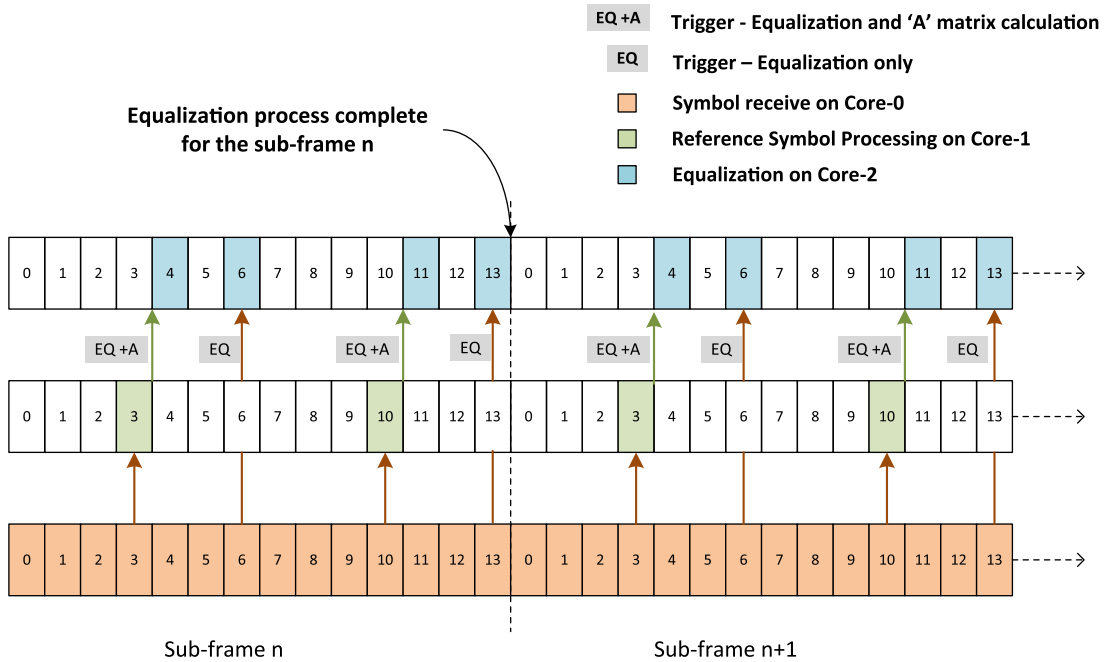 EQ +A Trigger - Equalization and ‘A’ matrix calculation
EQ Trigger – Equalization only
Symbol receive on Core-0
Reference Symbol Processing on Core-1
Equalization on Core-2
Equalization process complete
for the sub-frame n
0 1 2 3 4 5 6 7 8 9 10 11 12 13 0 1 2 3 4 5 6 7 8 9 10 11 12 13
EQ +A EQ EQ +A EQ EQ +A EQ EQ +A EQ
0 1 2 3 4 5 6 7 8 9 10 11 12 13 0 1 2 3 4 5 6 7 8 9 10 11 12 13
0 1 2 3 4 5 6 7 8 9 10 11 12 13 0 1 2 3 4 5 6 7 8 9 10 11 12 13
Sub-frame n Sub-frame n+1